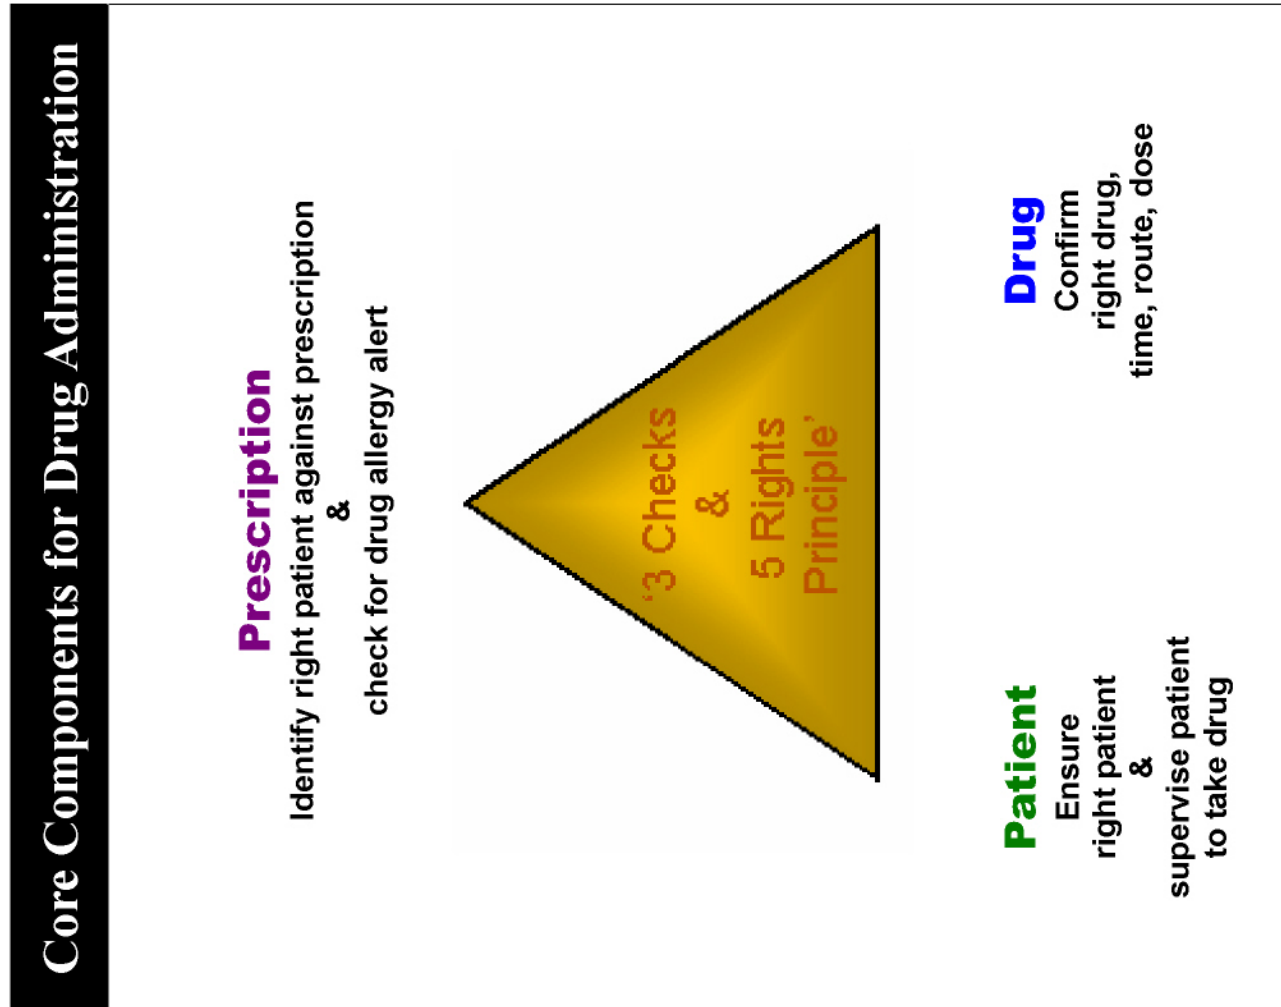 Core Components for Drug Administration
Prescription
Identify right patient against prescription
&
check for drug allergy alert
‘3 Checks
&
5 Rights
Principle’
Patient
Ensure
right patient
&
supervise patient
to take drug
Drug
Confirm
right drug,
time, route, dose